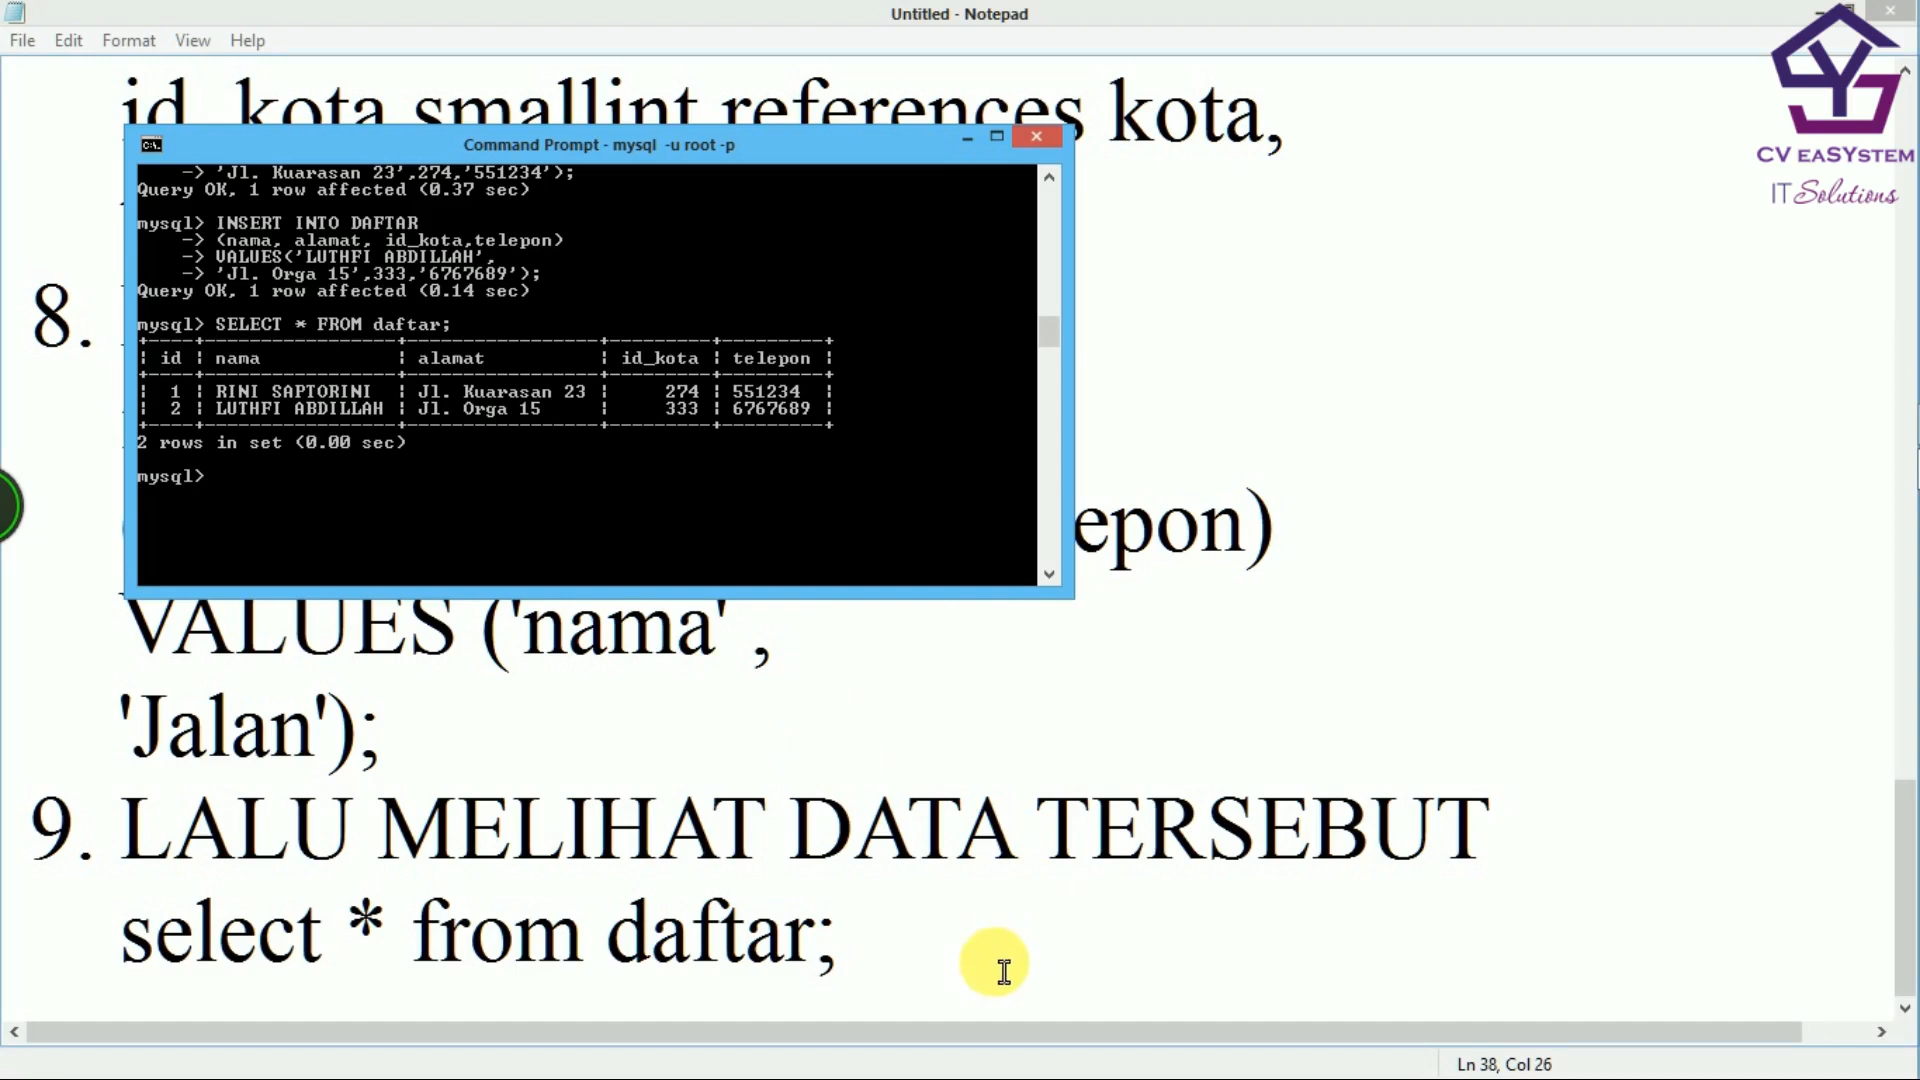 Untitled - Notepad
File Edit Format View Help
id_kota smallint references kota,
CV EASYSTEM
IT Solutions
Command Prompt - mysql -u root -p
-> 'Jl. Kuarasan 23',274,'551234');
Query OK, 1 row affected (0.37 sec)
mysql> INSERT INTO DAFTAR
-> (nama, alamat, id_kota,telepon)
-> VALUES('LUTHFI ABDILLAH',
-> 'Jl. Orga 15',333,'6767689');
Query OK, 1 row affected (0.14 sec)
mysql> SELECT * FROM daftar;
| id | nama | alamat | id_kota | telepon |
| 1 | RINI SAPTORINI | Jl. Kuarasan 23 | 274 | 551234 |
| 2 | LUTHFI ABDILLAH | Jl. Orga 15 | 333 | 6767689 |
2 rows in set (0.00 sec)
mysql>
8.
epon)
VALUES ('nama' ,
'Jalan');
9. LALU MELIHAT DATA TERSEBUT
select * from daftar;
Ln 38, Col 26